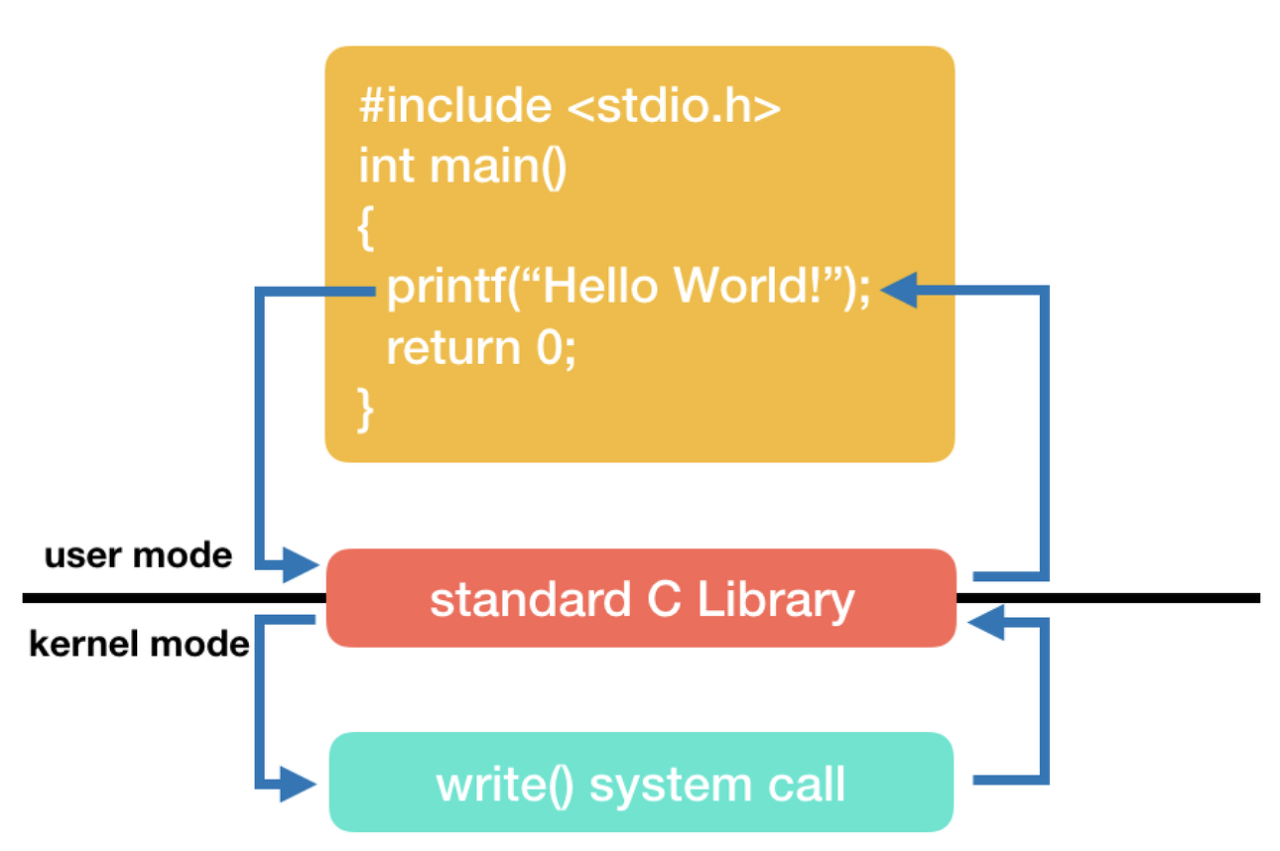 #include <stdio.h>
int main()
{
printf(“Hello World!”);
return 0;
}
user mode
standard C Library
kernel mode
write() system call